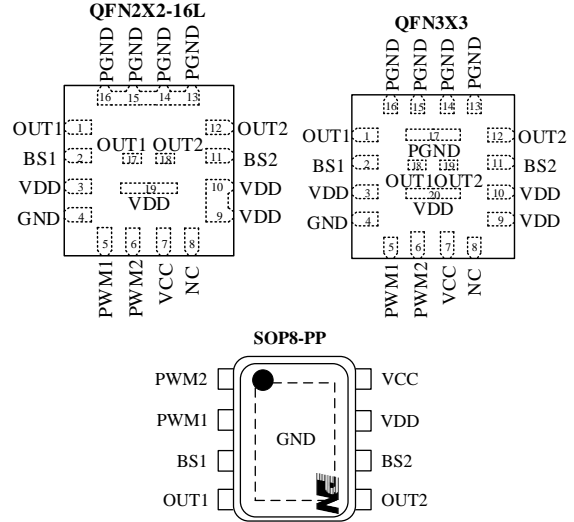 QFN2X2-16L
PGND PGND PGND PGND
16 15 14 13
OUT1 1 12 OUT2
OUT1 OUT2
17 18
BS1 2 11 BS2
VDD 3 10 VDD
19
VDD
GND 4 9 VDD
5 6 7 8
PWM1 PWM2 VCC NC
QFN3X3
PGND PGND PGND PGND
16 15 14 13
OUT1 1 17 12 OUT2
PGND
BS1 2 18 19 11 BS2
OUT1OUT2
VDD 3 20 10 VDD
VDD
GND 4 9 VDD
5 6 7 8
PWM1 PWM2 VCC NC
SOP8-PP
PWM2 VCC
PWM1 VDD
GND
BS1 BS2
OUT1 OUT2